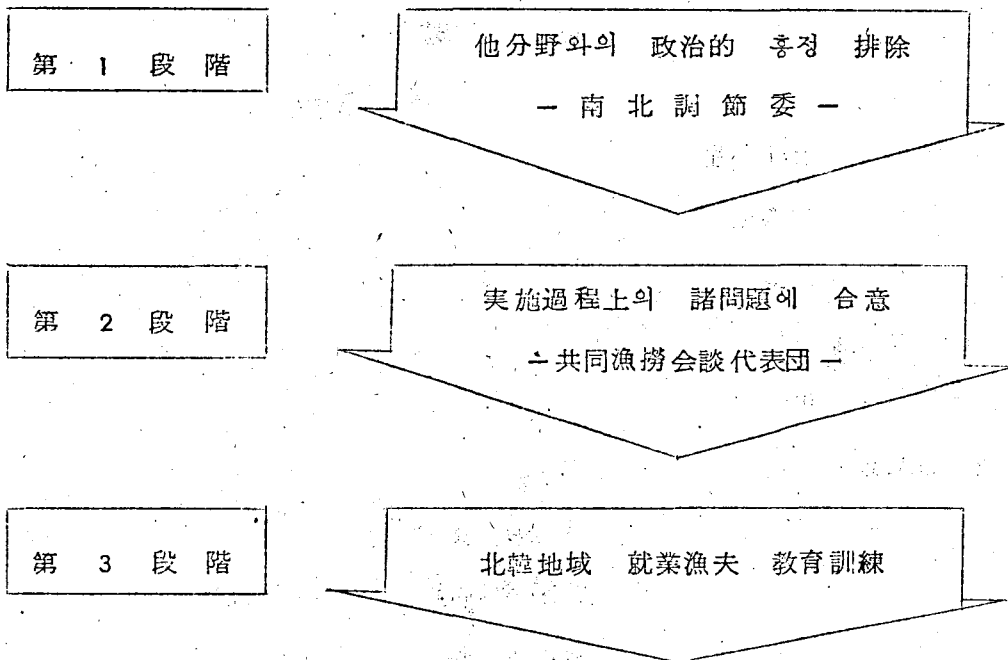 第 1 段 階
他分野와의 政治的 흥정 排除
— 南 北 調 節 委 —
第 2 段 階
実施過程上의 諸問題에 合意
— 共同漁撈会談代表団 —
第 3 段 階
北韓地域 就業漁夫 教育訓練